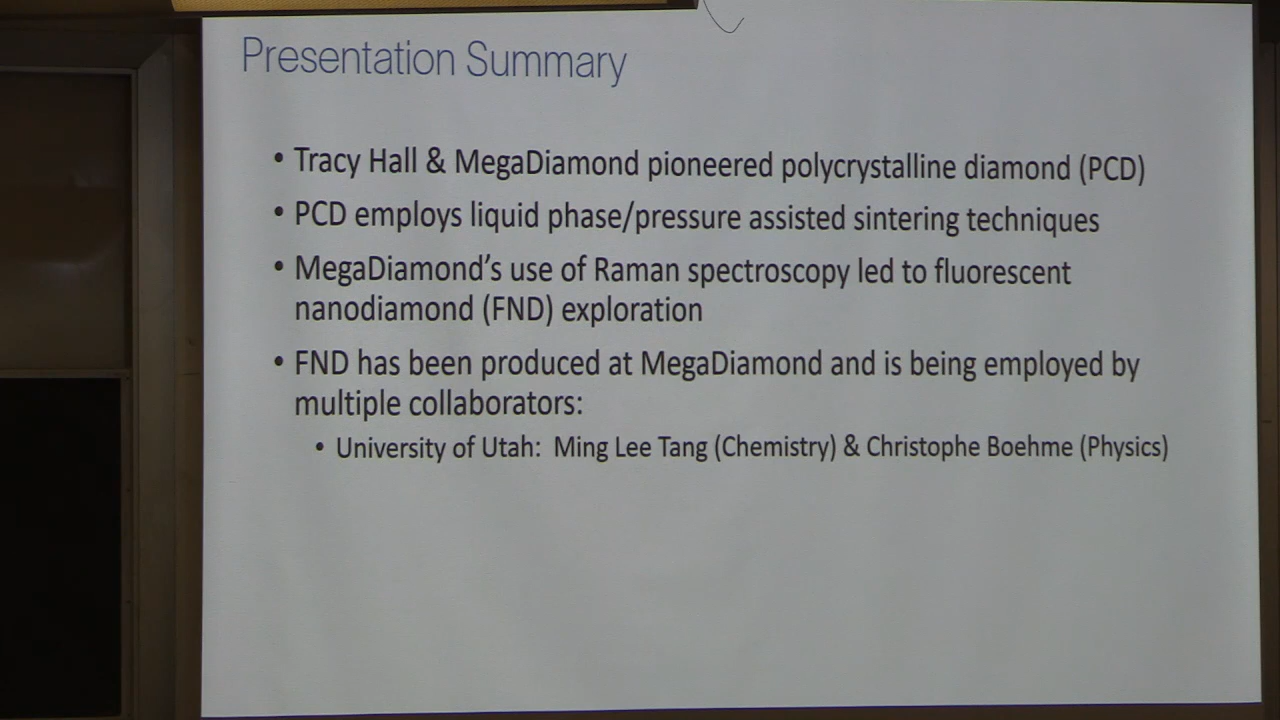 Presentation Summary
• Tracy Hall & MegaDiamond pioneered polycrystalline diamond (PCD)
• PCD employs liquid phase/pressure assisted sintering techniques
• MegaDiamond's use of Raman spectroscopy led to fluorescent
nanodiamond (FND) exploration
• FND has been produced at MegaDiamond and is being employed by
multiple collaborators:
• University of Utah: Ming Lee Tang (Chemistry) & Christophe Boehme (Physics)